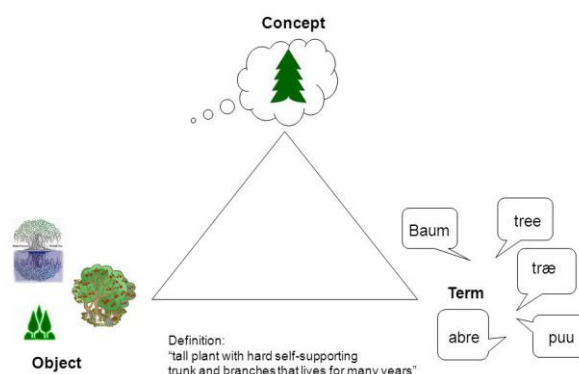 Concept
Baum
tree
træ
Term
abre
puu
Object
Definition:
"tall plant with hard self-supporting
trunk and branches that lives for many years"